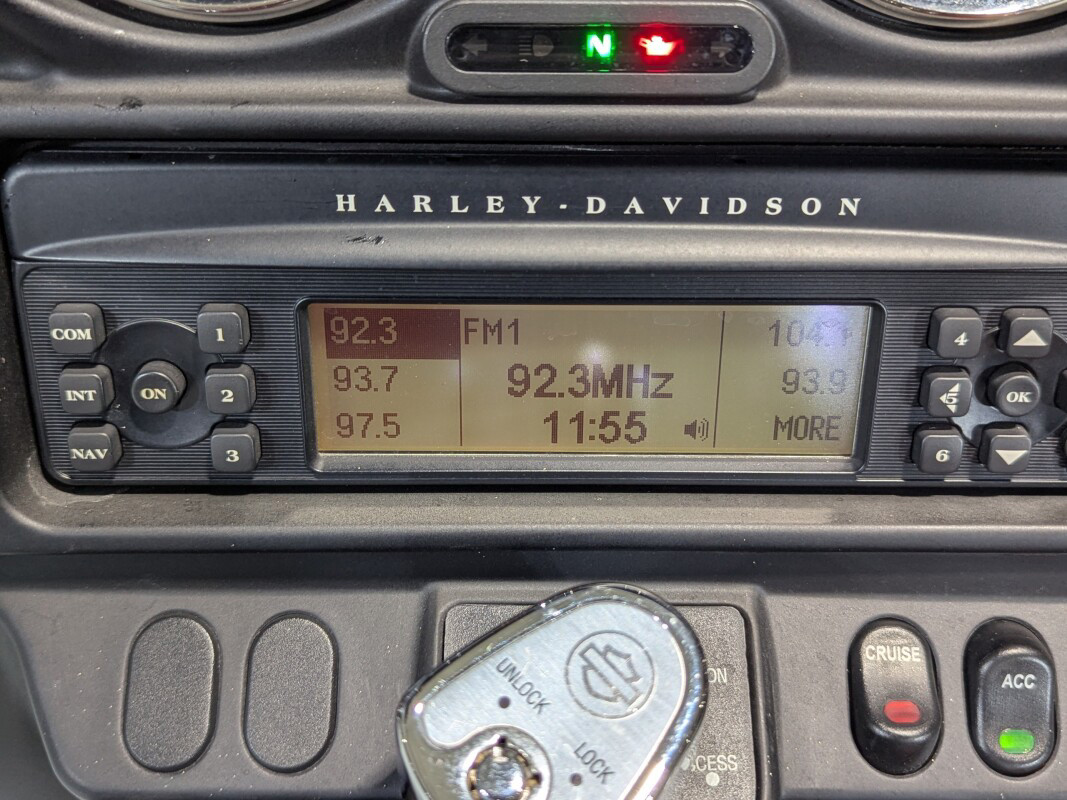 N
HARLEY-DAVIDSON
COM
INT
NAV
ON
1
2
3
92.3
93.7
97.5
FM1
92.3MHz
11:55
93.9
MORE
4
5
6
OK
UNLOCK
LOCK
CRUISE
ACC